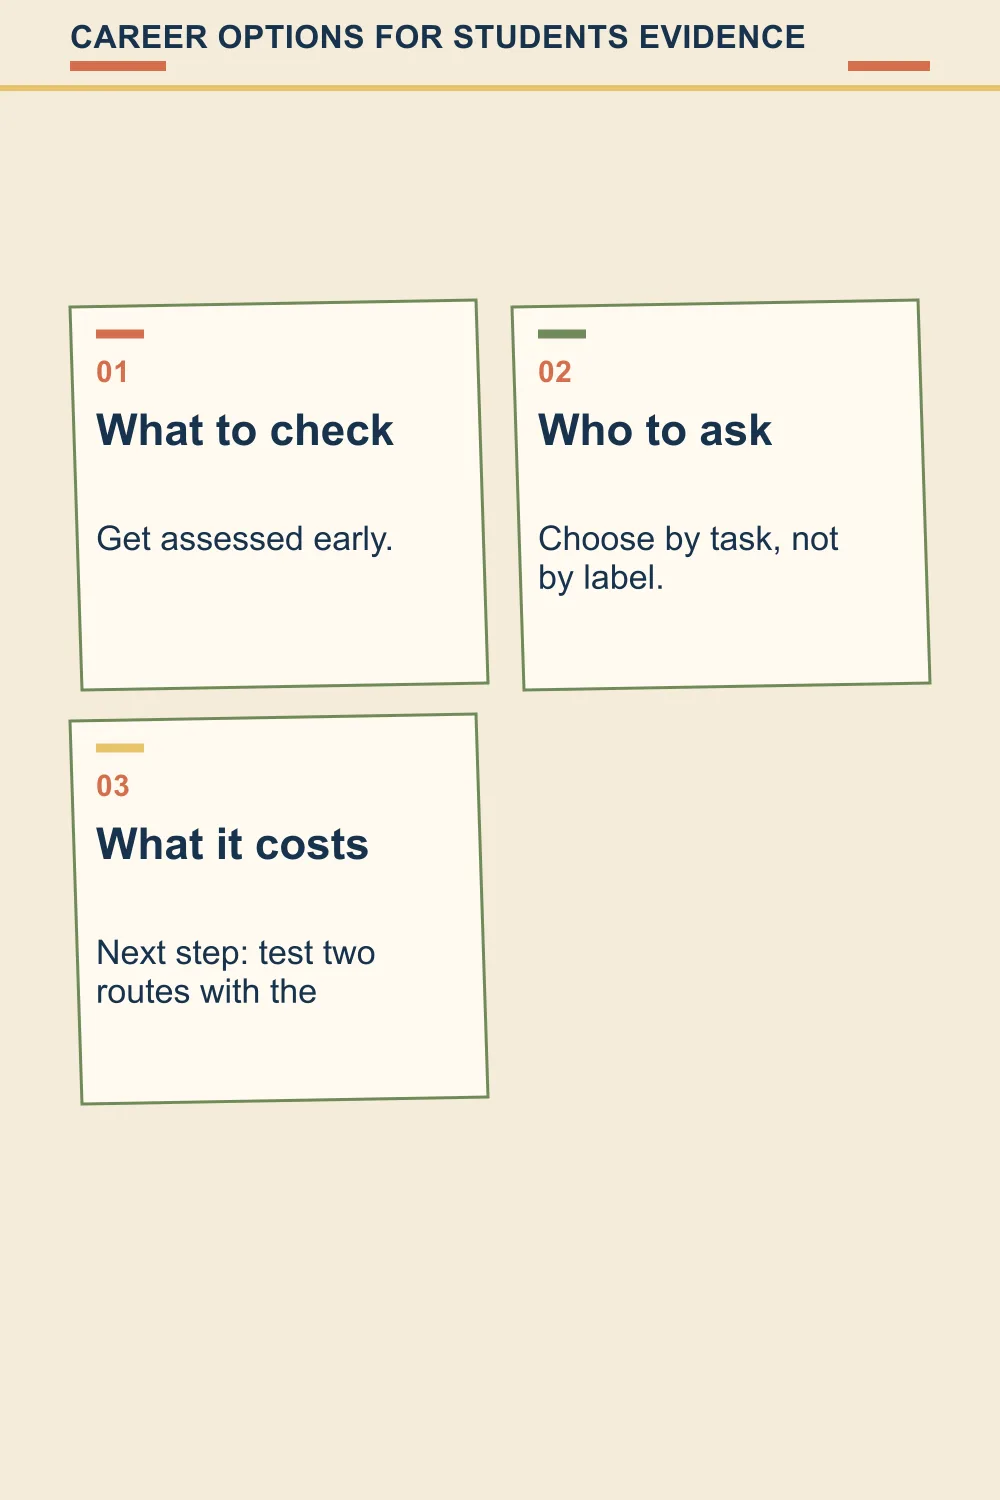 CAREER OPTIONS FOR STUDENTS EVIDENCE
01
What to check
Get assessed early.
02
Who to ask
Choose by task, not
by label.
03
What it costs
Next step: test two
routes with the